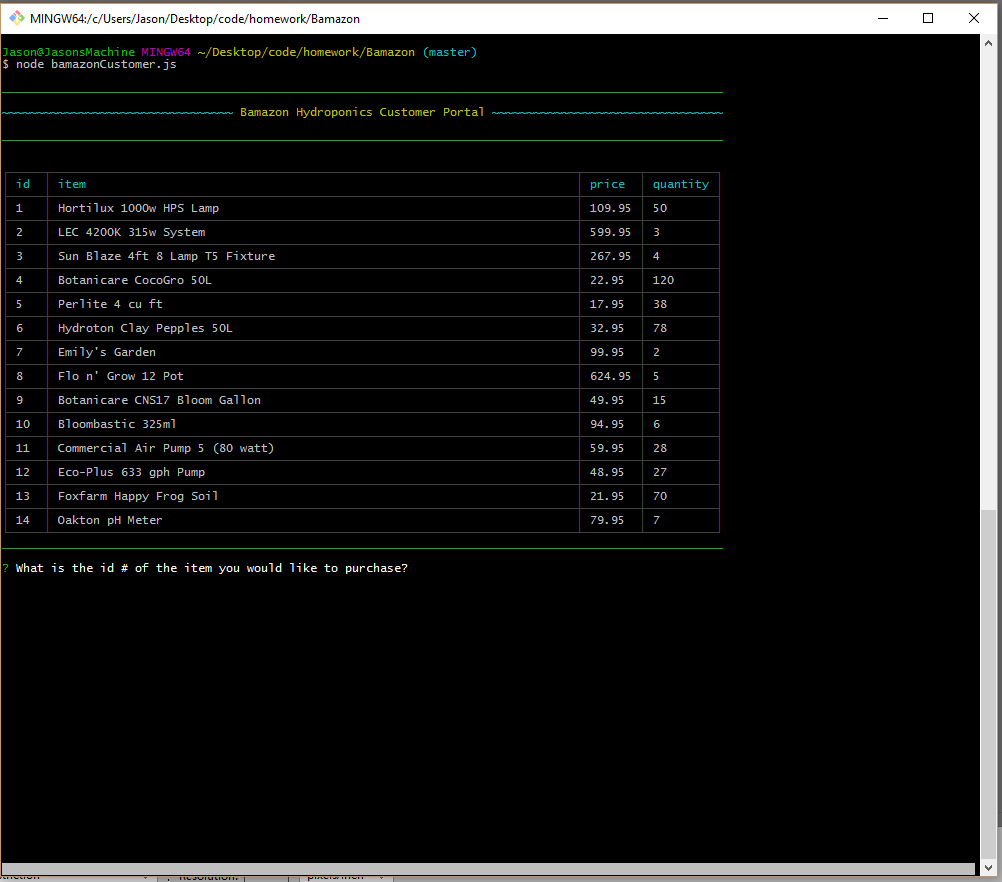 MINGW64:/c/Users/Jason/Desktop/code/homework/Bamazon
Jason@JasonsMachine MINGW64 ~/Desktop/code/homework/Bamazon (master)
$ node bamazonCustomer.js
~~~~~~~~~~~~~~~~~~~~~~~~~~~~~~~~~ Bamazon Hydroponics Customer Portal ~~~~~~~~~~~~~~~~~~~~~~~~~~~~~~~~~
id item price quantity
1 Hortilux 1000w HPS Lamp 109.95 50
2 LEC 4200K 315w System 599.95 3
3 Sun Blaze 4ft 8 Lamp T5 Fixture 267.95 4
4 Botanicare CocoGro 50L 22.95 120
5 Perlite 4 cu ft 17.95 38
6 Hydroton Clay Pepples 50L 32.95 78
7 Emily's Garden 99.95 2
8 Flo n' Grow 12 Pot 624.95 5
9 Botanicare CNS17 Bloom Gallon 49.95 15
10 Bloombastic 325ml 94.95 6
11 Commercial Air Pump 5 (80 watt) 59.95 28
12 Eco-Plus 633 gph Pump 48.95 27
13 Foxfarm Happy Frog Soil 21.95 70
14 Oakton pH Meter 79.95 7
? What is the id # of the item you would like to purchase?
Resolution: pixels/inch